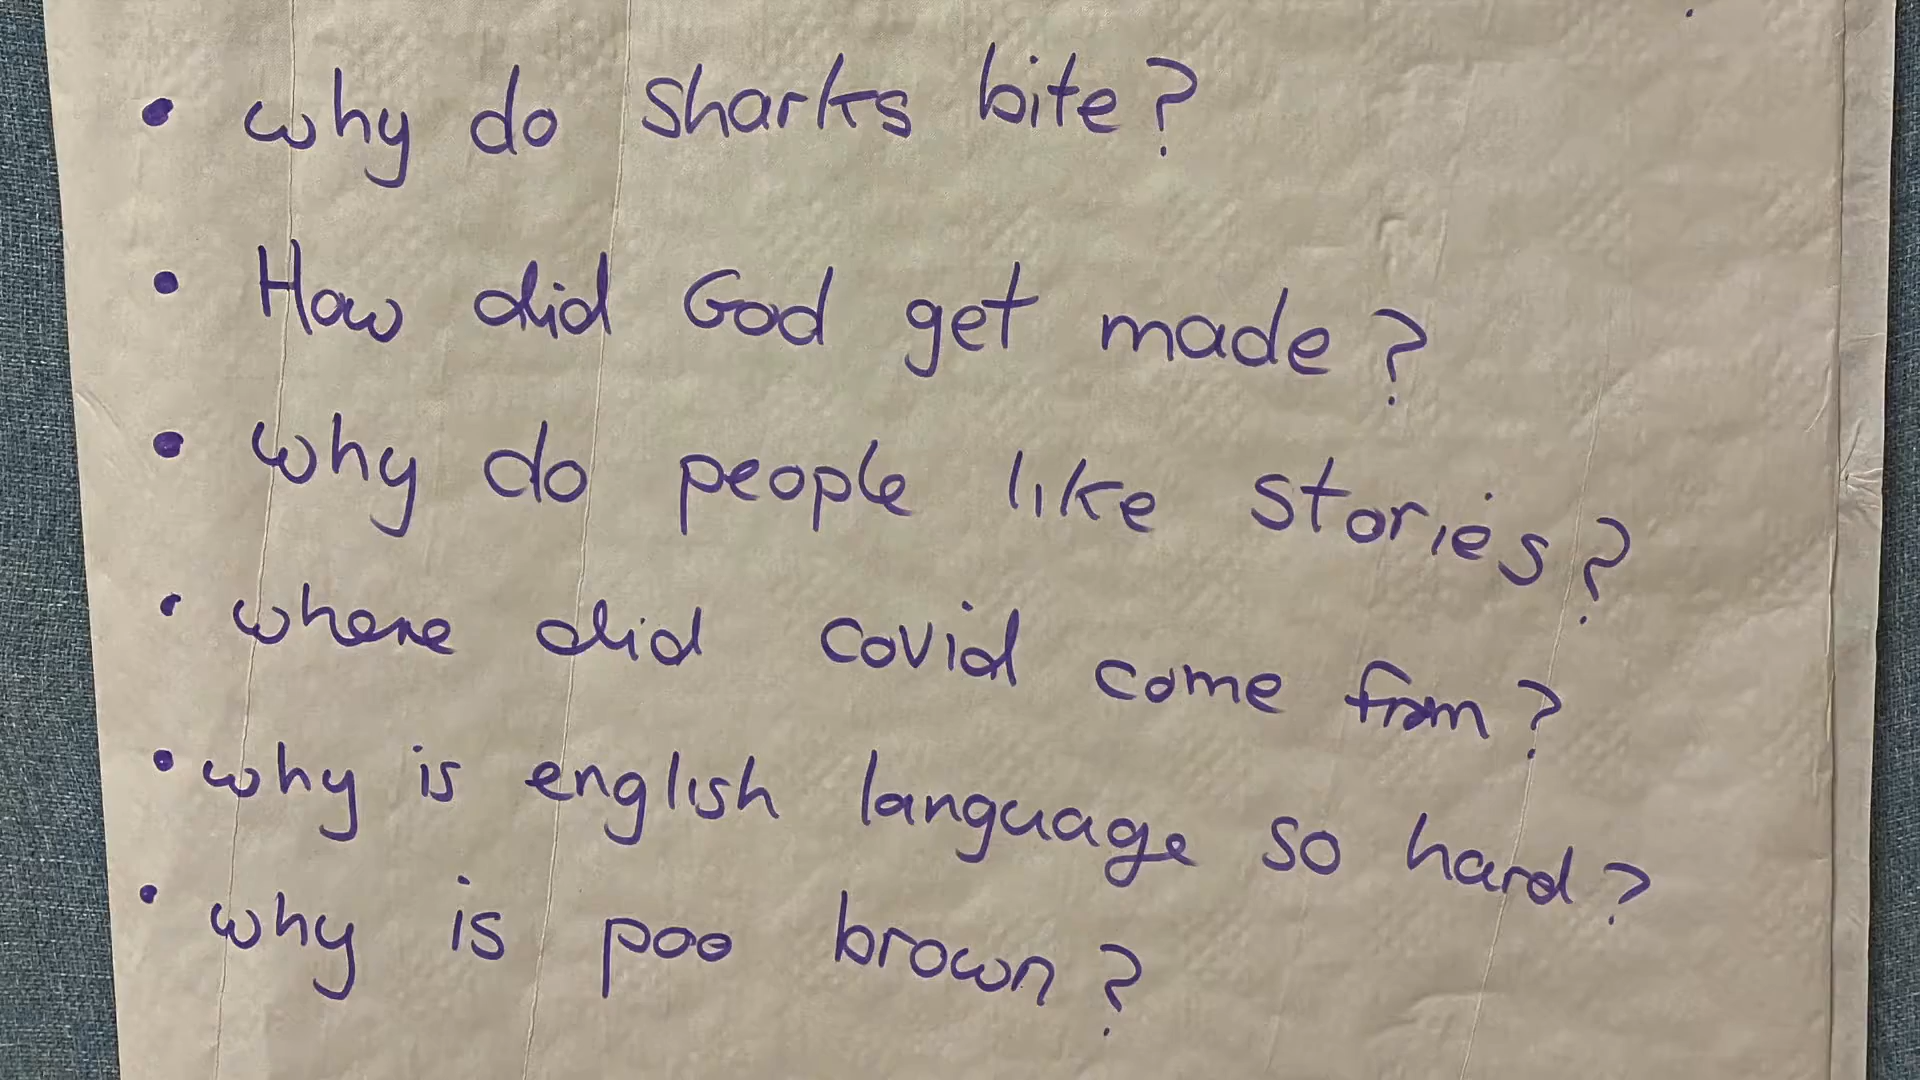 • why do sharks bite?
• How did God get made?
• why do people like stories?
• where did covid come from?
• why is english language so hard?
• why is poo brown?